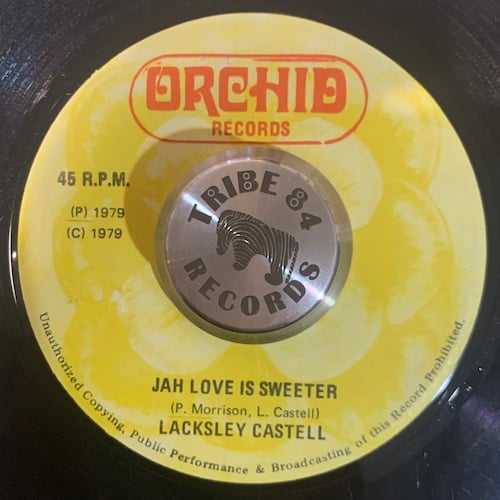 ORCHID
RECORDS
45 R.P.M.
(P) 1979
(C) 1979
TRIBE 84
RECORDS
JAH LOVE IS SWEETER
(P. Morrison, L. Castell)
LACKSLEY CASTELL
Unauthorized Copying, Public Performance & Broadcasting of this Record Prohibited.